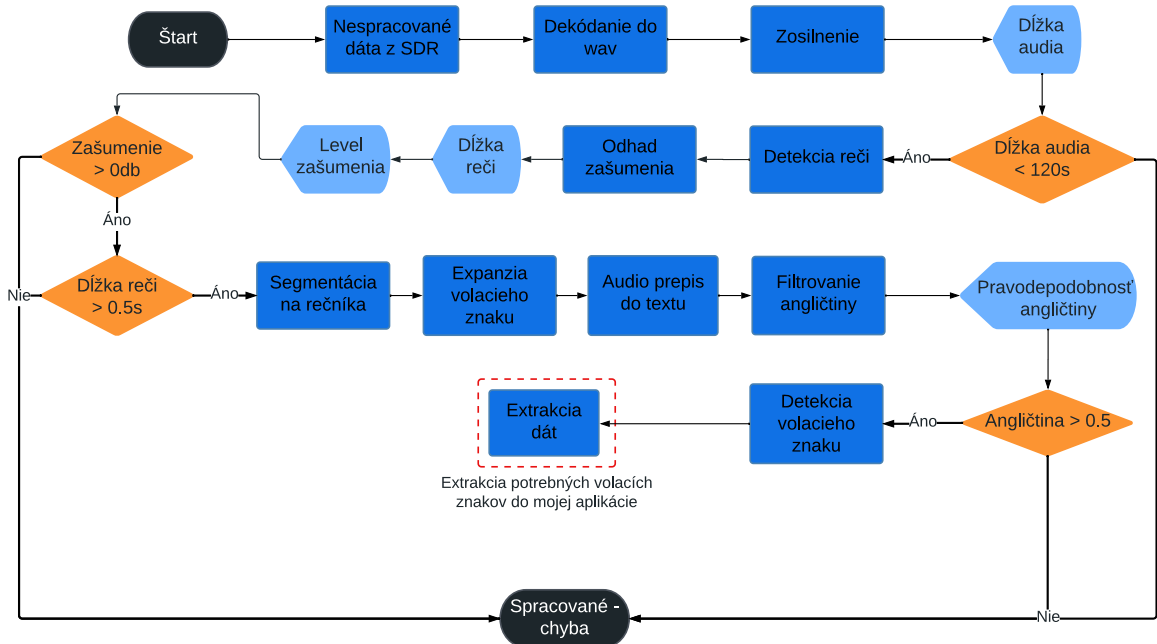 Štart
Nespracované
dáta z SDR
Dekódanie do
wav
Zosilnenie
Dĺžka
audia
Zašumenie
> 0db
Level
zašumenia
Dĺžka
reči
Odhad
zašumenia
Detekcia reči
Áno
Dĺžka audia
< 120s
Áno
Nie
Dĺžka reči
> 0.5s
Áno
Segmentácia
na rečníka
Expanzia
volacieho
znaku
Audio prepis
do textu
Filtrovanie
angličtiny
Pravodepodobnosť
angličtiny
Extrakcia
dát
Detekcia
volacieho
znaku
Áno
Angličtina > 0.5
Extrakcia potrebných volacích
znakov do mojej aplikácie
Spracované -
chyba
Nie